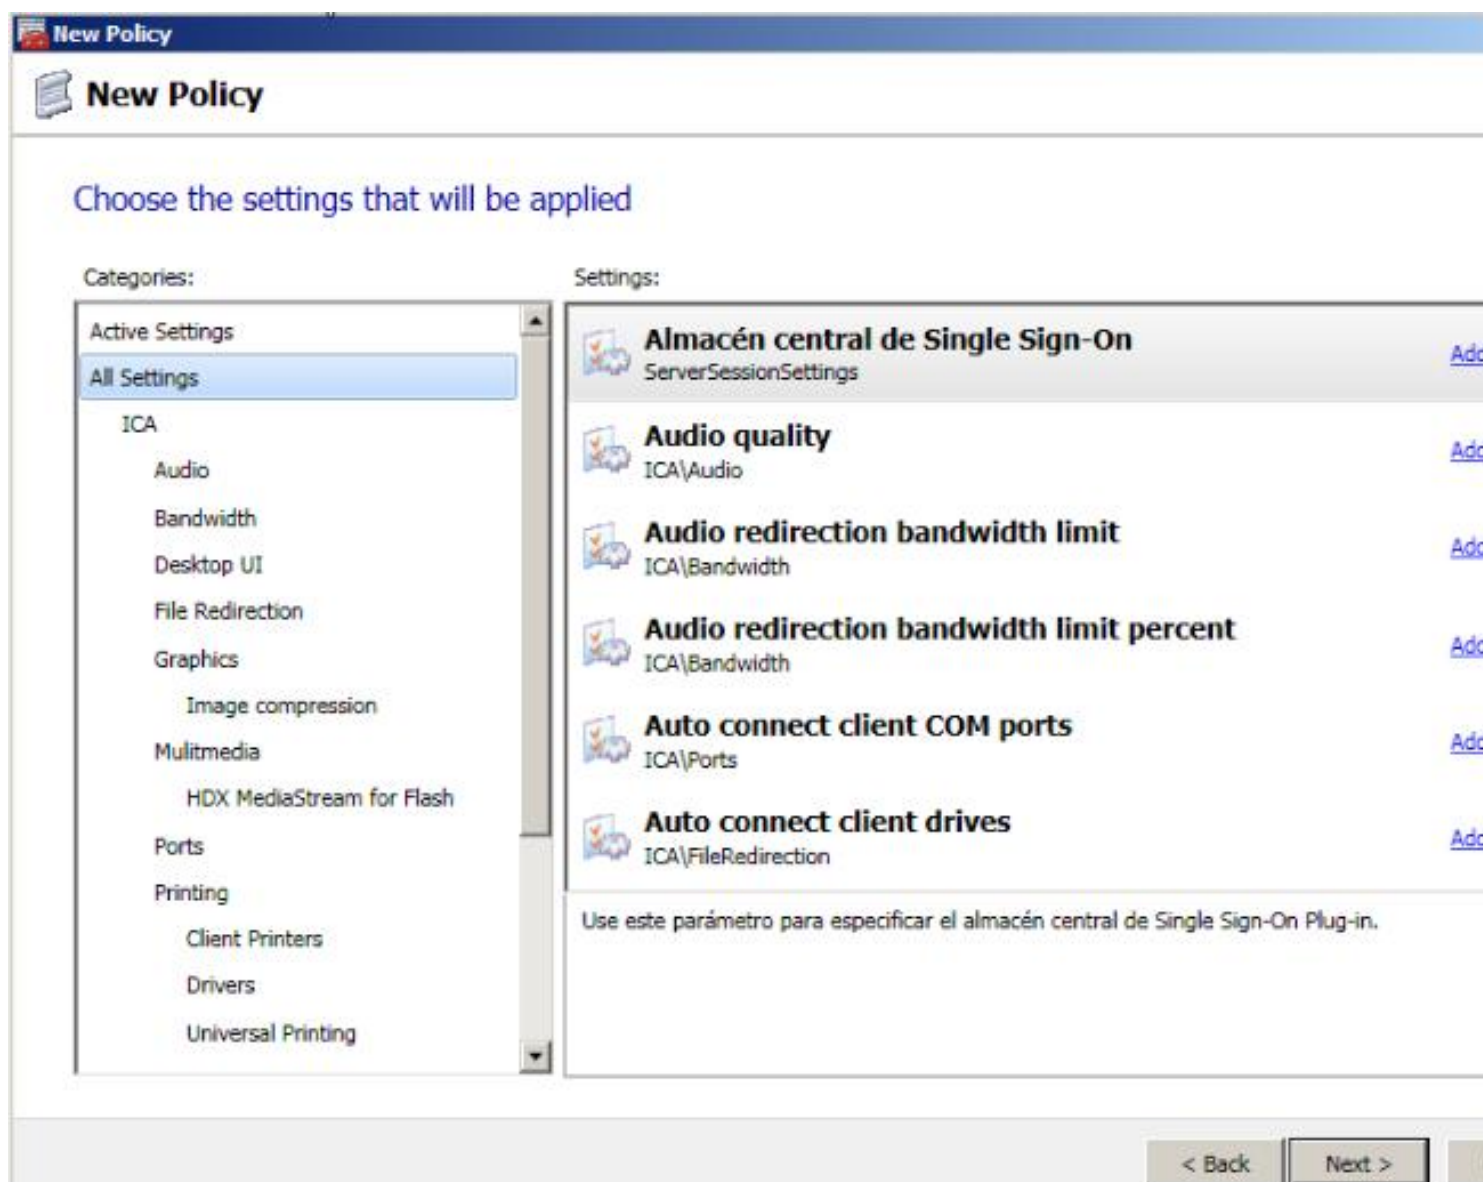 New Policy
New Policy
Choose the settings that will be applied
Categories:
Active Settings
All Settings
ICA
Audio
Bandwidth
Desktop UI
File Redirection
Graphics
Image compression
Mulitmedia
HDX MediaStream for Flash
Ports
Printing
Client Printers
Drivers
Universal Printing
Settings:
Almacén central de Single Sign-On
ServerSessionSettings
Audio quality
ICA\Audio
Audio redirection bandwidth limit
ICA\Bandwidth
Audio redirection bandwidth limit percent
ICA\Bandwidth
Auto connect client COM ports
ICA\Ports
Auto connect client drives
ICA\FileRedirection
Use este parámetro para especificar el almacén central de Single Sign-On Plug-in.
< Back
Next >